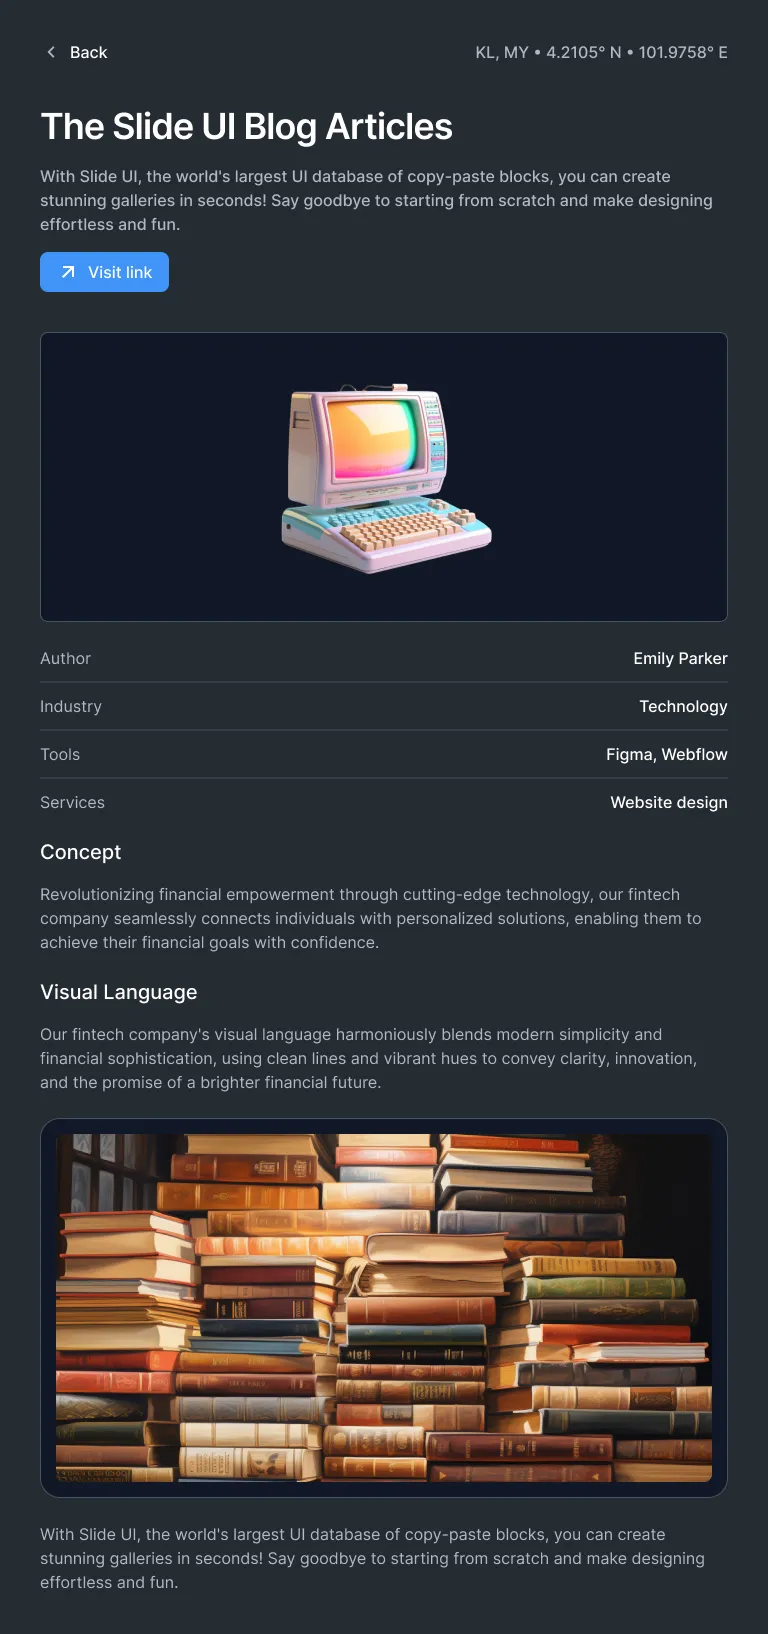 Back
KL, MY • 4.2105° N • 101.9758° E
The Slide UI Blog Articles
With Slide UI, the world's largest UI database of copy-paste blocks, you can create
stunning galleries in seconds! Say goodbye to starting from scratch and make designing
effortless and fun.
Visit link
Author
Emily Parker
Industry
Technology
Tools
Figma, Webflow
Services
Website design
Concept
Revolutionizing financial empowerment through cutting-edge technology, our fintech
company seamlessly connects individuals with personalized solutions, enabling them to
achieve their financial goals with confidence.
Visual Language
Our fintech company's visual language harmoniously blends modern simplicity and
financial sophistication, using clean lines and vibrant hues to convey clarity, innovation,
and the promise of a brighter financial future.
With Slide UI, the world's largest UI database of copy-paste blocks, you can create
stunning galleries in seconds! Say goodbye to starting from scratch and make designing
effortless and fun.